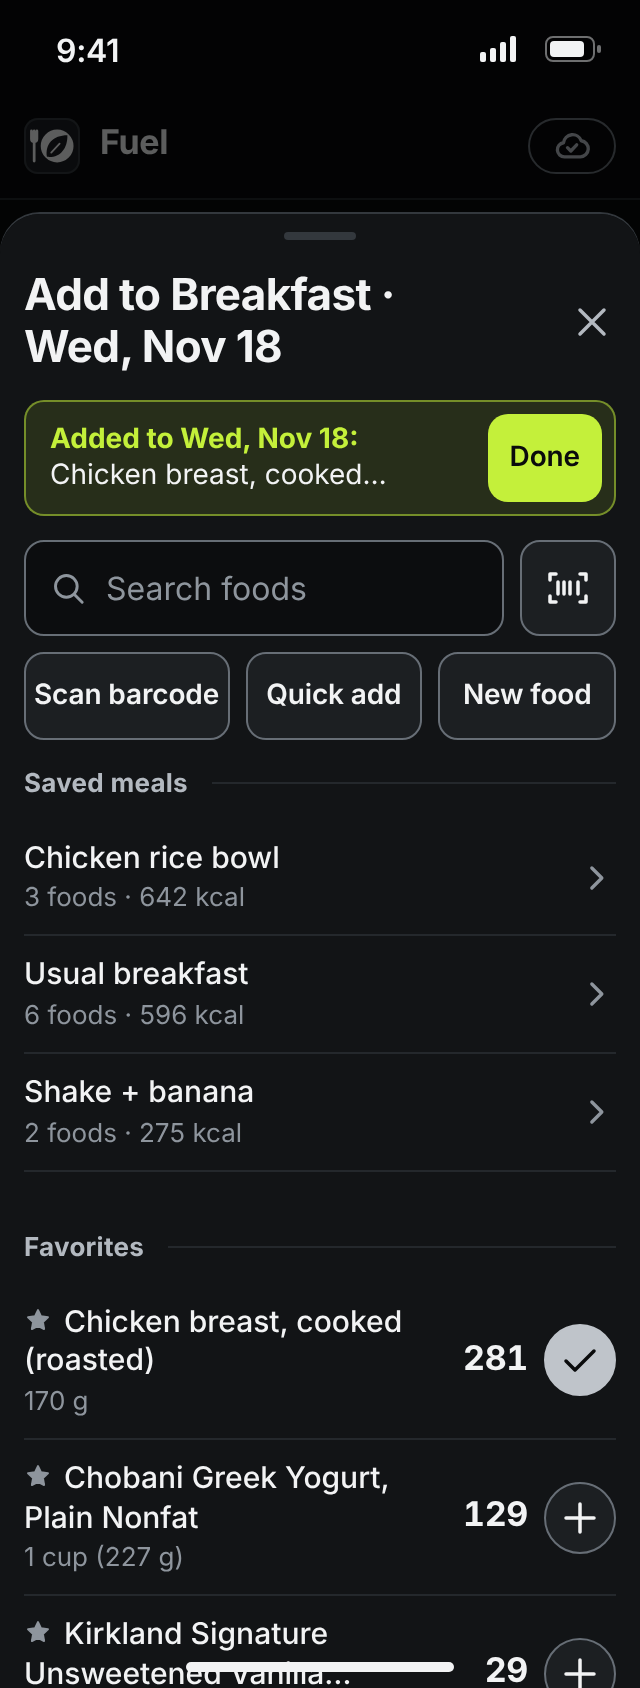 9:41
Fuel
Add to Breakfast ·
Wed, Nov 18
Added to Wed, Nov 18:
Chicken breast, cooked...
Done
Search foods
Scan barcode
Quick add
New food
Saved meals
Chicken rice bowl
3 foods · 642 kcal
Usual breakfast
6 foods · 596 kcal
Shake + banana
2 foods · 275 kcal
Favorites
Chicken breast, cooked
(roasted)
170 g
281
Chobani Greek Yogurt,
Plain Nonfat
1 cup (227 g)
129
Kirkland Signature
Unsweetened Vanilla...
29